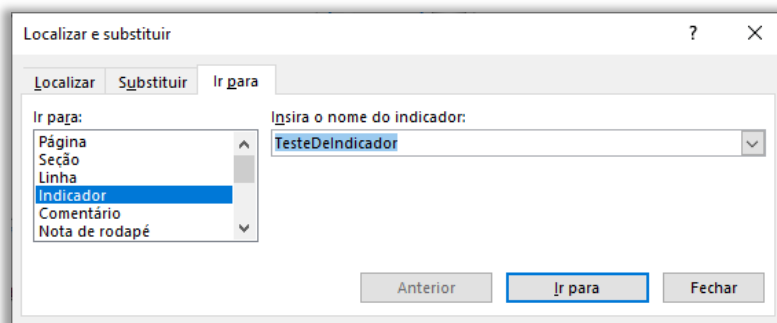 Localizar e substituir ?
Localizar Substituir Ir para
Ir para: Insira o nome do indicador:
Página TesteDeIndicador
Seção
Linha
Indicador
Comentário
Nota de rodapé
Anterior Ir para Fechar